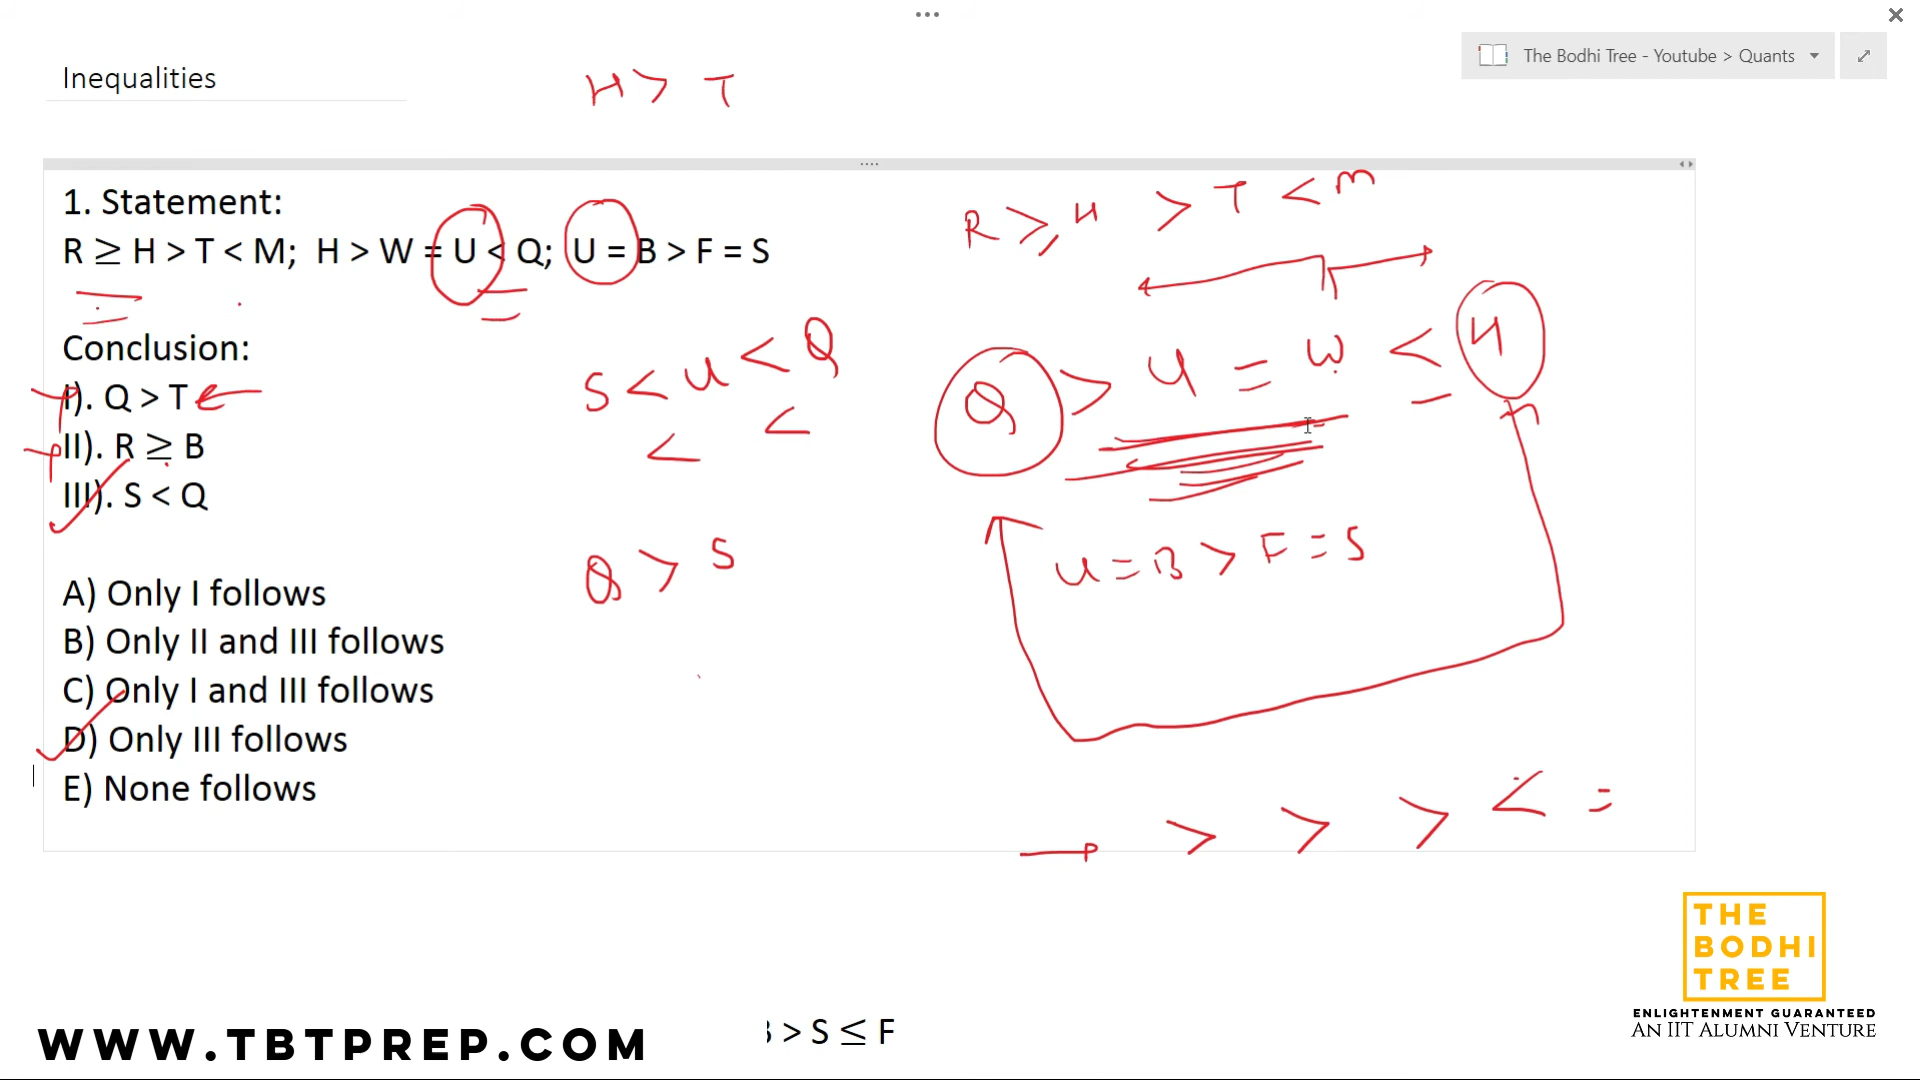 The Bodhi Tree - Youtube > Quants
Inequalities
H > T
1. Statement:
R ≥ H > T < M;  H > W = U < Q;  U = B > F = S
R ≥ H > T < M
Conclusion:
I). Q > T
II). R ≥ B
III). S < Q
S < U < Q
< <
Q > U = W < H
Q > S
U = B > F = S
A) Only I follows
B) Only II and III follows
C) Only I and III follows
D) Only III follows
E) None follows
> > > < =
THE
BODHI
TREE
ENLIGHTENMENT GUARANTEED
AN IIT ALUMNI VENTURE
WWW.TBTPREP.COM
> S ≤ F